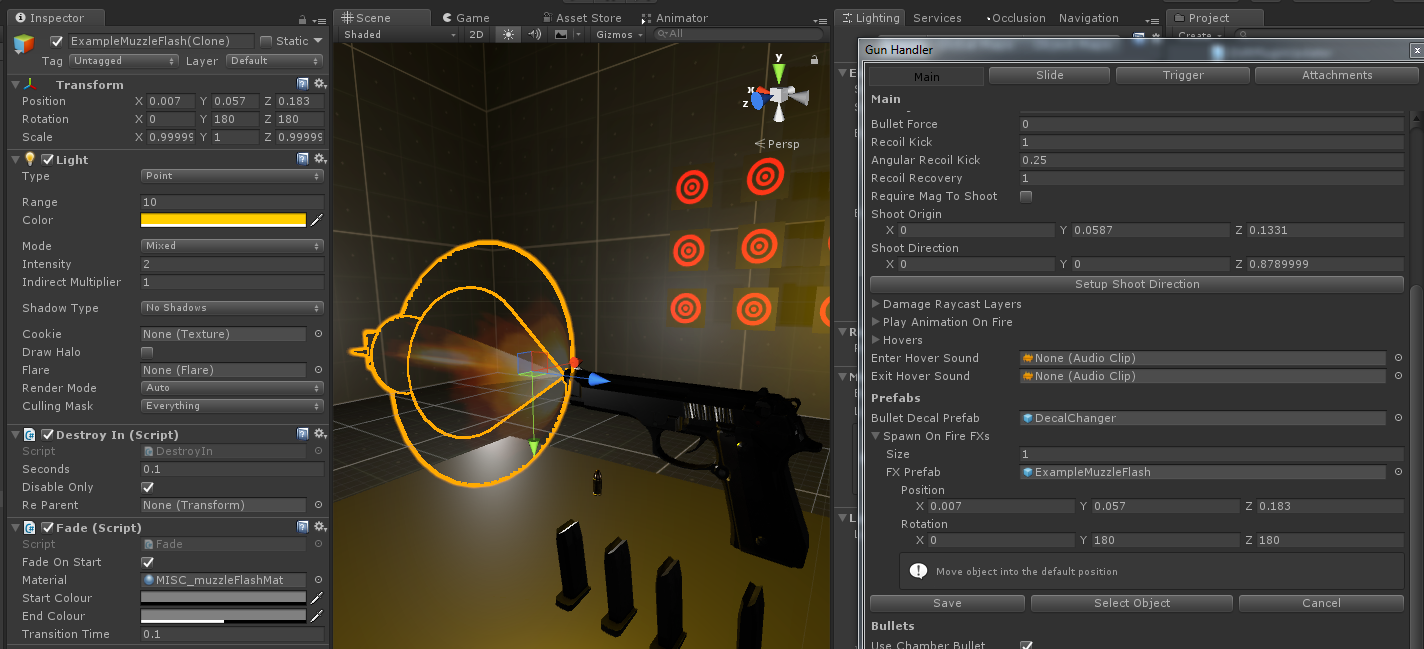 Inspector
ExampleMuzzleFlash(Clone) Static
Tag Untagged Layer Default
Transform
Position X 0.007 Y 0.057 Z 0.183
Rotation X 0 Y 180 Z 180
Scale X 0.99999 Y 1 Z 0.99999
Light
Type Point
Range 10
Color
Mode Mixed
Intensity 2
Indirect Multiplier 1
Shadow Type No Shadows
Cookie None (Texture)
Draw Halo
Flare None (Flare)
Render Mode Auto
Culling Mask Everything
Destroy In (Script)
Script DestroyIn
Seconds 0.1
Disable Only
Re Parent None (Transform)
Fade (Script)
Script Fade
Fade On Start
Material MISC_muzzleFlashMat
Start Colour
End Colour
Transition Time 0.1
Scene Game Asset Store Animator
Shaded 2D Gizmos All
y
x
z
Persp
Lighting Services Occlusion Navigation
Project
Create
Gun Handler
Main Slide Trigger Attachments
Main
Bullet Force 0
Recoil Kick 1
Angular Recoil Kick 0.25
Recoil Recovery 1
Require Mag To Shoot
Shoot Origin
X 0 Y 0.0587 Z 0.1331
Shoot Direction
X 0 Y 0 Z 0.8789999
Setup Shoot Direction
Damage Raycast Layers
Play Animation On Fire
Hovers
Enter Hover Sound None (Audio Clip)
Exit Hover Sound None (Audio Clip)
Prefabs
Bullet Decal Prefab DecalChanger
Spawn On Fire FXs
Size 1
FX Prefab ExampleMuzzleFlash
Position
X 0.007 Y 0.057 Z 0.183
Rotation
X 0 Y 180 Z 180
Move object into the default position
Save Select Object Cancel
Bullets
Use Chamber Bullet